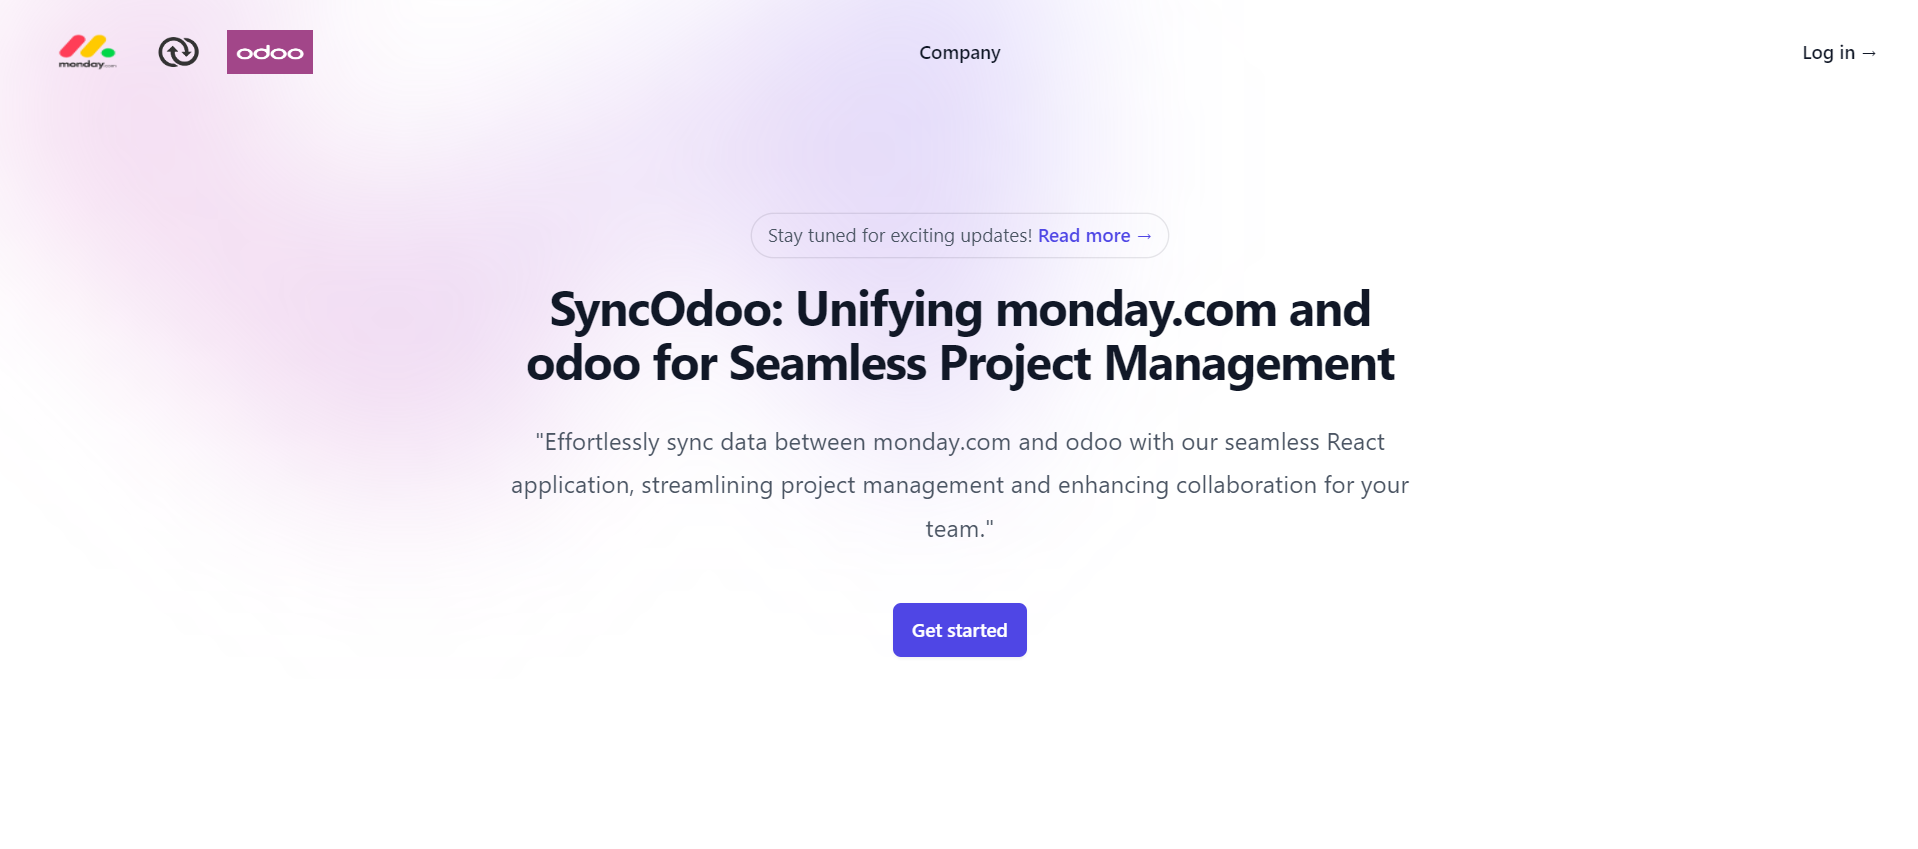 monday.com
odoo
Company
Log in →
Stay tuned for exciting updates! Read more →
SyncOdoo: Unifying monday.com and
odoo for Seamless Project Management
"Effortlessly sync data between monday.com and odoo with our seamless React
application, streamlining project management and enhancing collaboration for your
team."
Get started